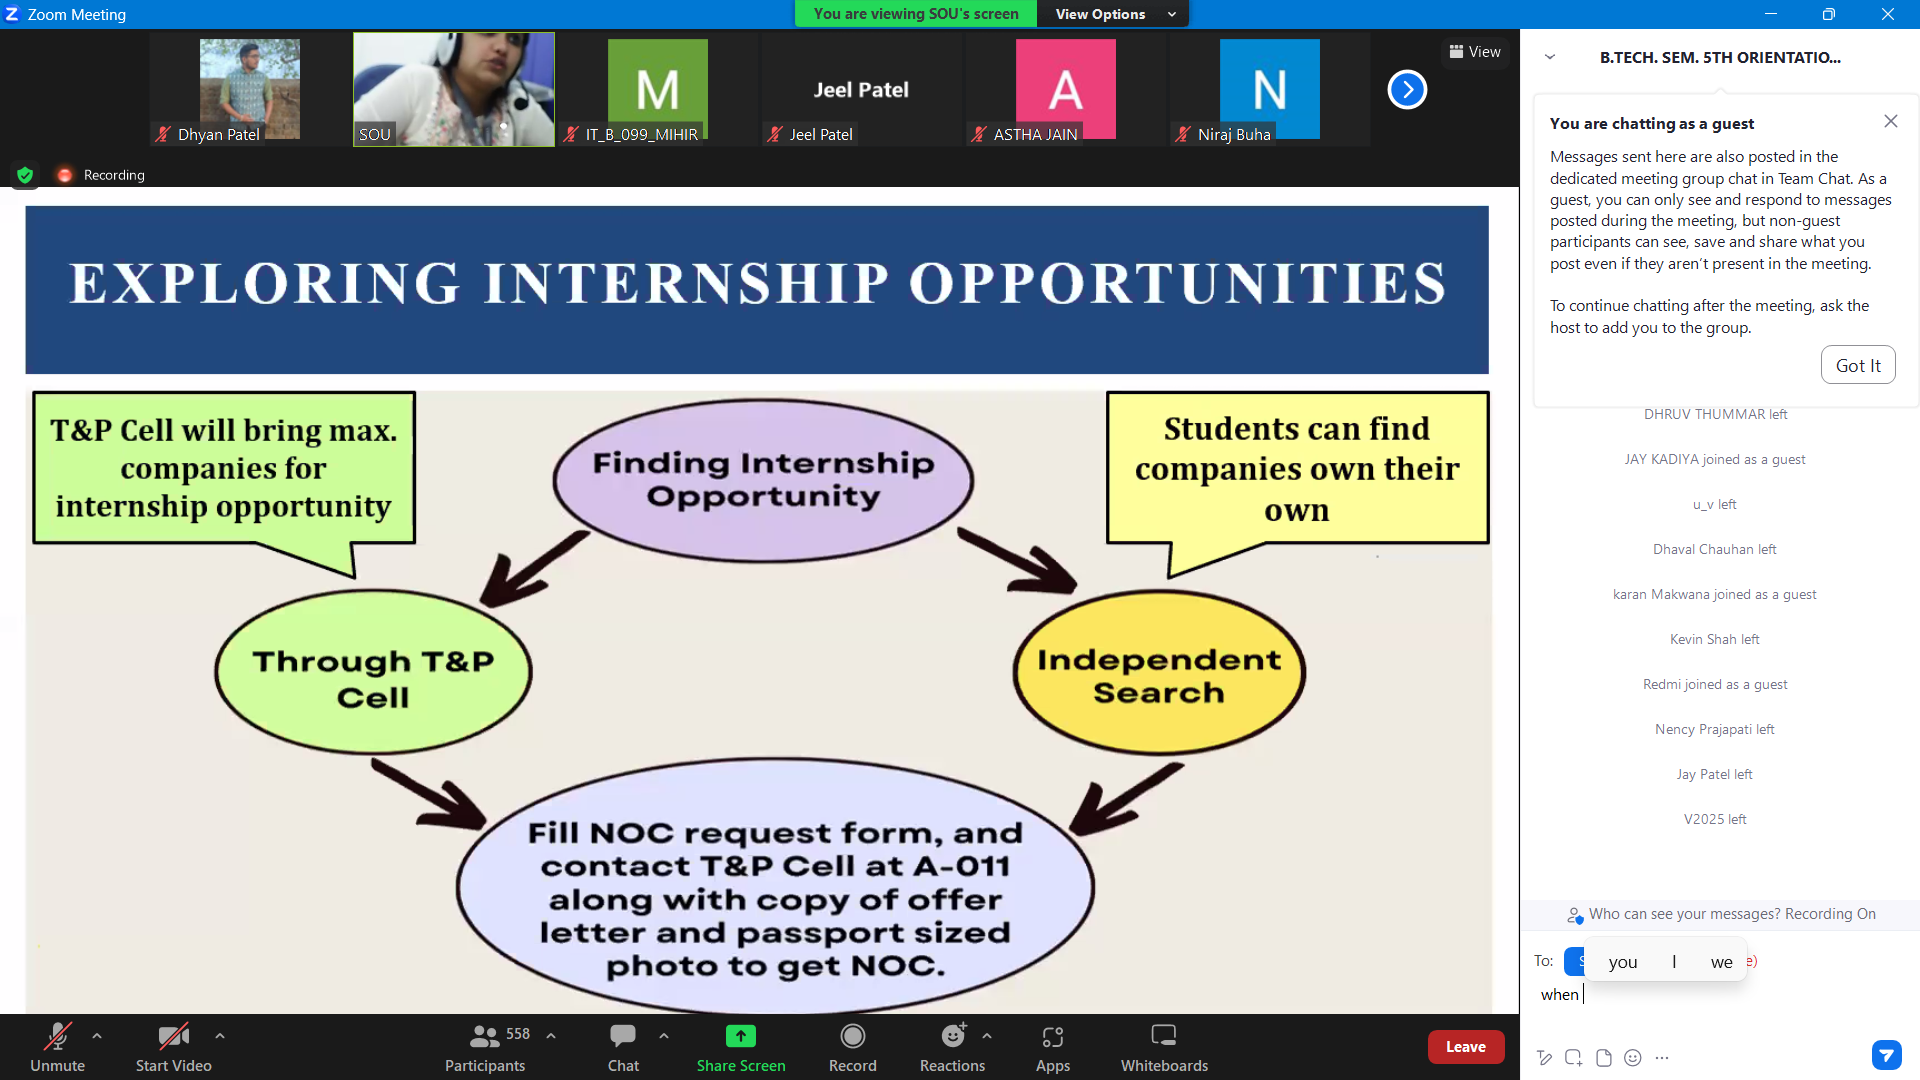 Zoom Meeting
You are viewing SOU's screen
View Options
View
Dhyan Patel
SOU
M
IT_B_099_MIHIR
Jeel Patel
Jeel Patel
A
ASTHA JAIN
N
Niraj Buha
Recording
EXPLORING INTERNSHIP OPPORTUNITIES
T&P Cell will bring max.
companies for
internship opportunity
Finding Internship
Opportunity
Students can find
companies own their
own
Through T&P
Cell
Independent
Search
Fill NOC request form, and
contact T&P Cell at A-011
along with copy of offer
letter and passport sized
photo to get NOC.
B.TECH. SEM. 5TH ORIENTATIO...
You are chatting as a guest
Messages sent here are also posted in the
dedicated meeting group chat in Team Chat. As a
guest, you can only see and respond to messages
posted during the meeting, but non-guest
participants can see, save and share what you
post even if they aren't present in the meeting.
To continue chatting after the meeting, ask the
host to add you to the group.
Got It
DHRUV THUMMAR left
JAY KADIYA joined as a guest
u_v left
Dhaval Chauhan left
karan Makwana joined as a guest
Kevin Shah left
Redmi joined as a guest
Nency Prajapati left
Jay Patel left
V2025 left
Who can see your messages? Recording On
To:
you I we
when
Unmute
Start Video
558
Participants
Chat
Share Screen
Record
Reactions
Apps
Whiteboards
Leave